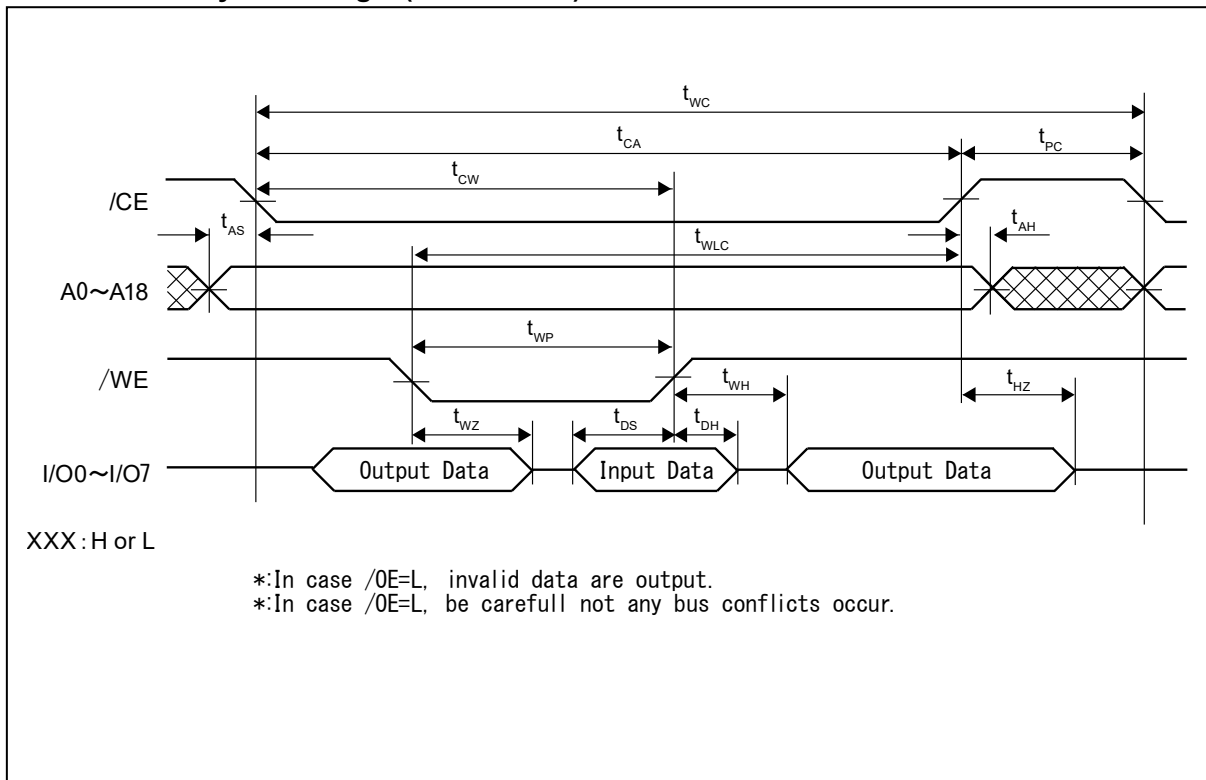 tWC
tCA
tPC
tCW
/CE
tAS
tAH
tWLC
A0～A18
tWP
/WE
tWH
tHZ
tWZ
tDS
tDH
I/O0～I/O7
Output Data
Input Data
Output Data
XXX : H or L
*:In case /OE=L, invalid data are output.
*:In case /OE=L, be carefull not any bus conflicts occur.